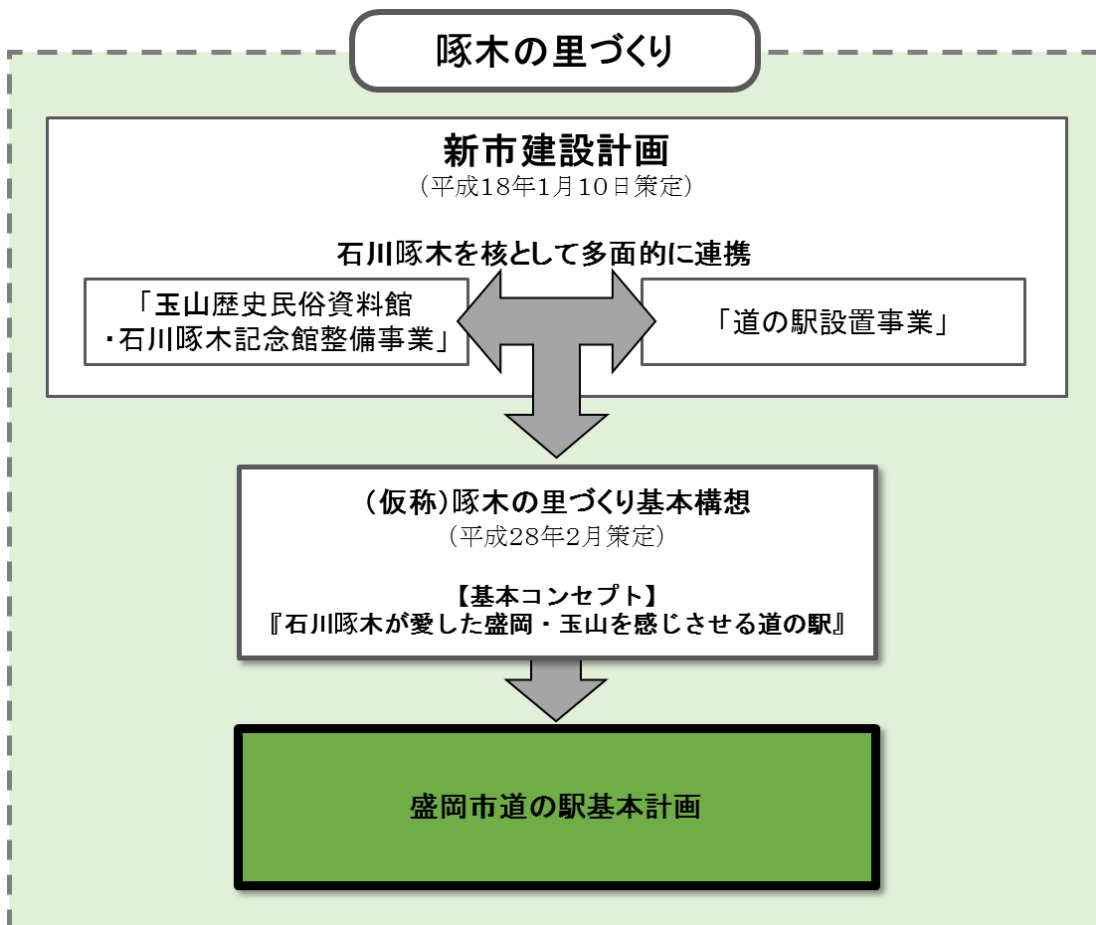 啄木の里づくり
新市建設計画
（平成18年1月10日策定）
石川啄木を核として多面的に連携
「玉山歴史民俗資料館
・石川啄木記念館整備事業」
「道の駅設置事業」
（仮称）啄木の里づくり基本構想
（平成28年2月策定）
【基本コンセプト】
『石川啄木が愛した盛岡・玉山を感じさせる道の駅』
盛岡市道の駅基本計画